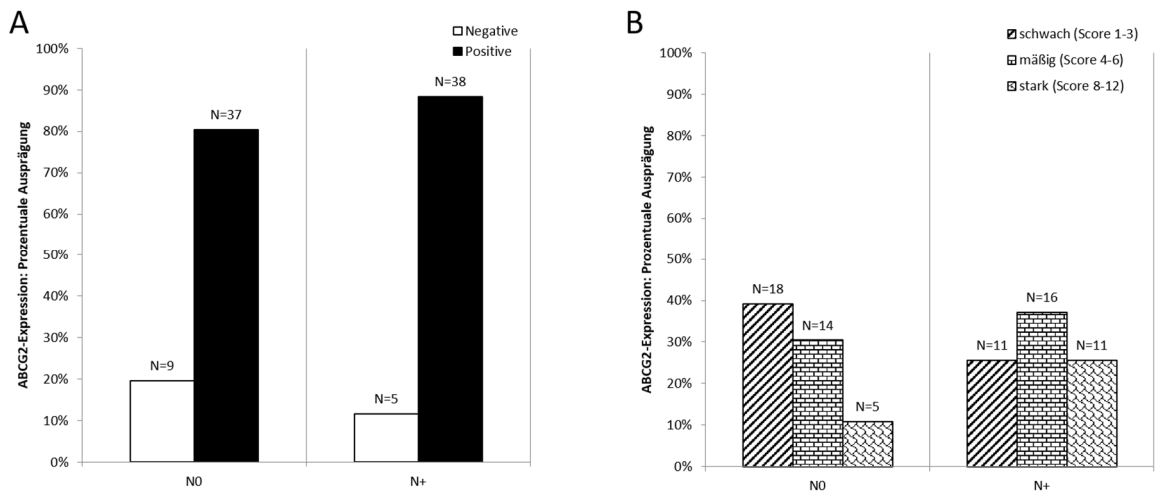 A
Negative
Positive
ABCG2-Expression: Prozentuale Ausprägung
100%
90%
80%
70%
60%
50%
40%
30%
20%
10%
0%
N=9
N=37
N=5
N=38
N0
N+
B
schwach (Score 1-3)
mäßig (Score 4-6)
stark (Score 8-12)
ABCG2-Expression: Prozentuale Ausprägung
100%
90%
80%
70%
60%
50%
40%
30%
20%
10%
0%
N=18
N=14
N=5
N=11
N=16
N=11
N0
N+